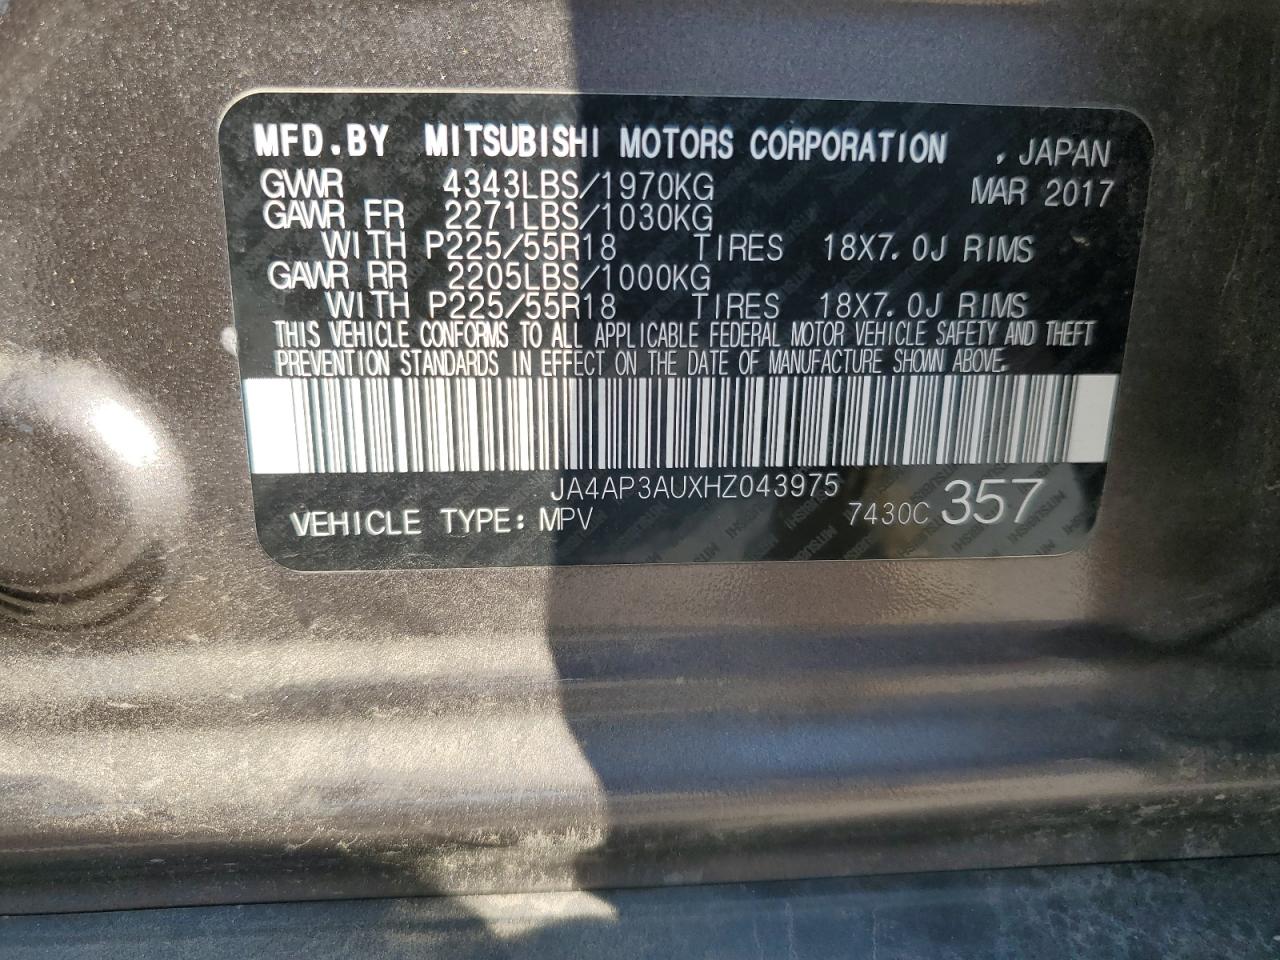 MFD.BY MITSUBISHI MOTORS CORPORATION , JAPAN
GVWR 4343LBS/1970KG MAR 2017
GAWR FR 2271LBS/1030KG
WITH P225/55R18 TIRES 18X7.0J RIMS
GAWR RR 2205LBS/1000KG
WITH P225/55R18 TIRES 18X7.0J RIMS
THIS VEHICLE CONFORMS TO ALL APPLICABLE FEDERAL MOTOR VEHICLE SAFETY AND THEFT
PREVENTION STANDARDS IN EFFECT ON THE DATE OF MANUFACTURE SHOWN ABOVE.
JA4AP3AUXHZ043975
VEHICLE TYPE: MPV 7430C 357